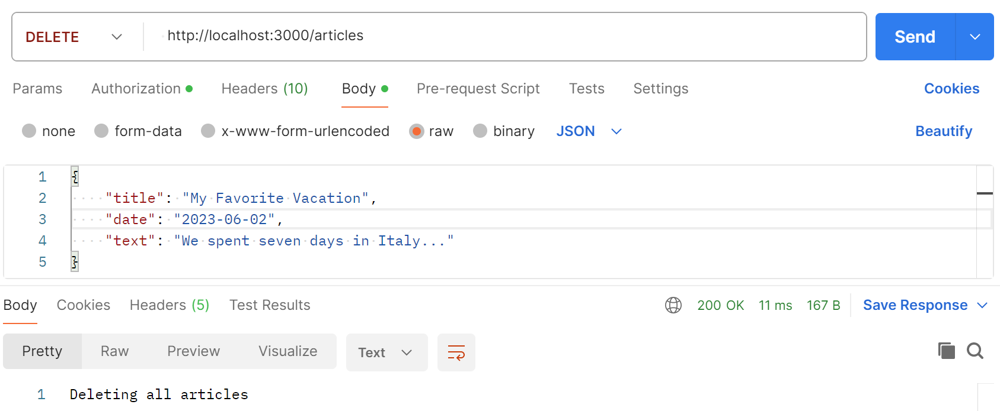 DELETE http://localhost:3000/articles Send
Params Authorization Headers (10) Body Pre-request Script Tests Settings Cookies
none form-data x-www-form-urlencoded raw binary JSON Beautify
1 {
2 "title": "My Favorite Vacation",
3 "date": "2023-06-02",
4 "text": "We spent seven days in Italy..."
5 }
Body Cookies Headers (5) Test Results 200 OK 11 ms 167 B Save Response
Pretty Raw Preview Visualize Text
1 Deleting all articles